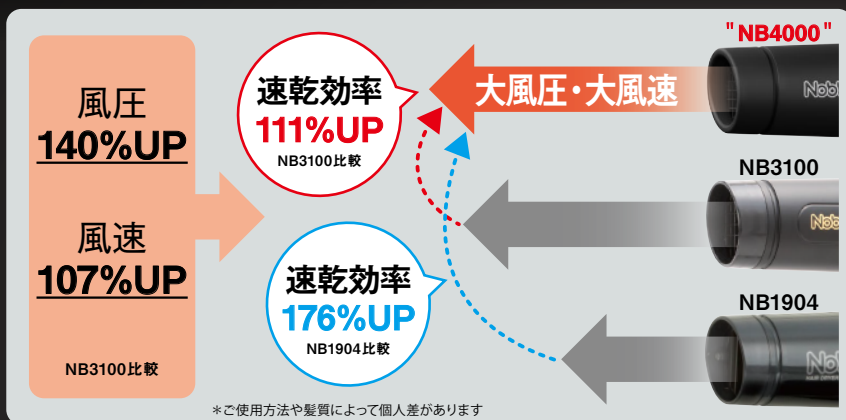 風圧
140%UP
風速
107%UP
NB3100比較
速乾効率
111%UP
NB3100比較
速乾効率
176%UP
NB1904比較
"NB4000"
大風圧・大風速
NB3100
NB1904
＊ご使用方法や髪質によって個人差があります